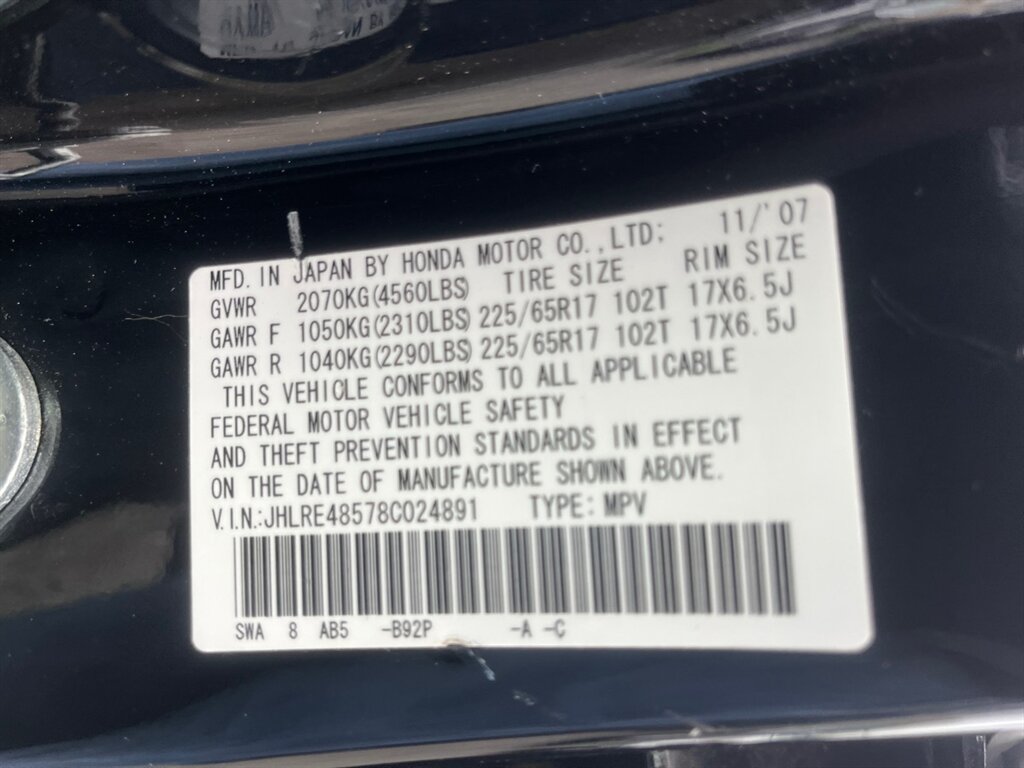 MFD. IN JAPAN BY HONDA MOTOR CO.,LTD; 11/'07
GVWR 2070KG(4560LBS) TIRE SIZE RIM SIZE
GAWR F 1050KG(2310LBS) 225/65R17 102T 17X6.5J
GAWR R 1040KG(2290LBS) 225/65R17 102T 17X6.5J
THIS VEHICLE CONFORMS TO ALL APPLICABLE
FEDERAL MOTOR VEHICLE SAFETY
AND THEFT PREVENTION STANDARDS IN EFFECT
ON THE DATE OF MANUFACTURE SHOWN ABOVE.
V.I.N.:JHLRE48578C024891 TYPE: MPV
SWA 8 AB5 -B92P -A -C